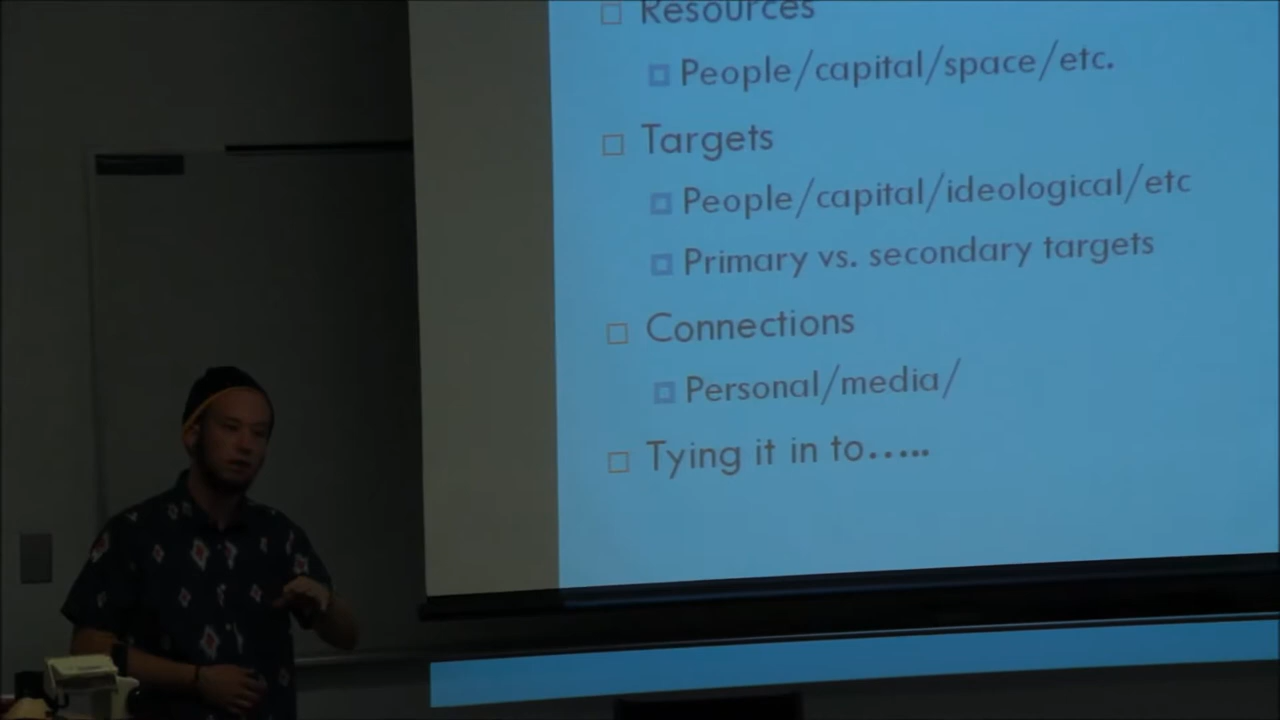 Resources
People/capital/space/etc.
Targets
People/capital/ideological/etc
Primary vs. secondary targets
Connections
Personal/media/
Tying it in to.....